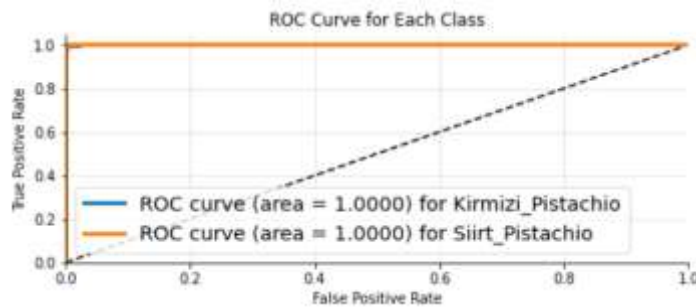 ROC Curve for Each Class
1.0
0.8
0.6
0.4
0.2
0.0
True Positive Rate
ROC curve (area = 1.0000) for Kirmizi_Pistachio
ROC curve (area = 1.0000) for Siirt_Pistachio
0.0 0.2 0.4 0.6 0.8 1.0
False Positive Rate